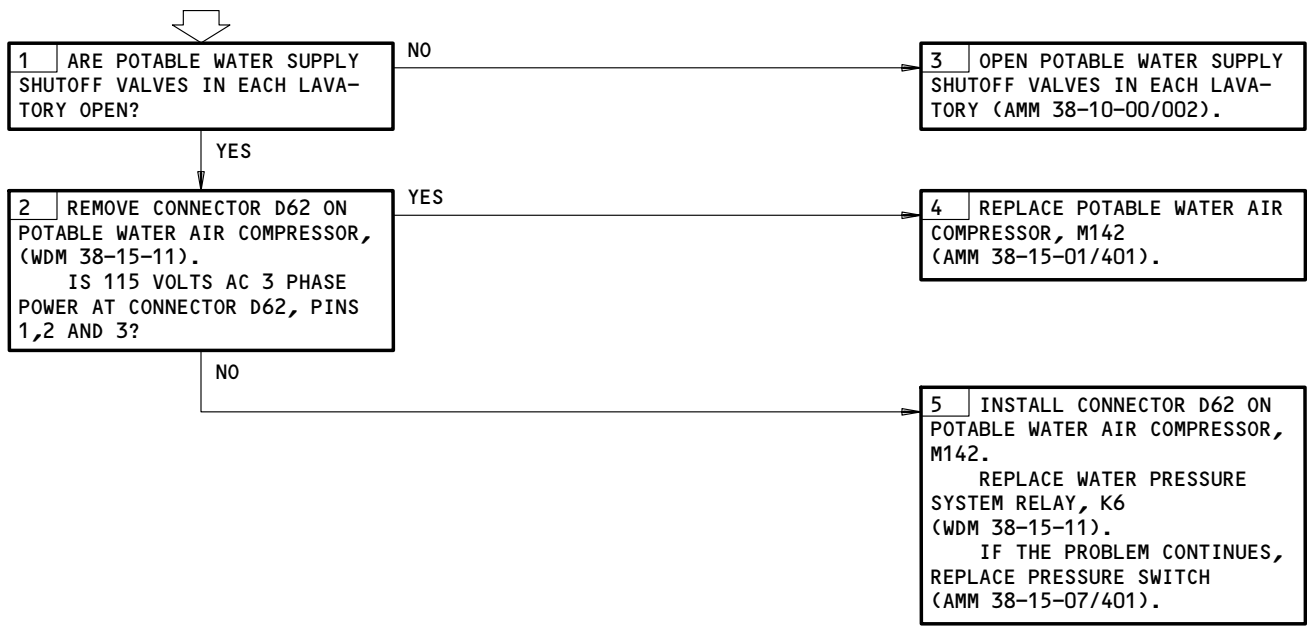 1 ARE POTABLE WATER SUPPLY
SHUTOFF VALVES IN EACH LAVA-
TORY OPEN?
NO
3 OPEN POTABLE WATER SUPPLY
SHUTOFF VALVES IN EACH LAVA-
TORY (AMM 38-10-00/002).
YES
2 REMOVE CONNECTOR D62 ON
POTABLE WATER AIR COMPRESSOR,
(WDM 38-15-11).
IS 115 VOLTS AC 3 PHASE
POWER AT CONNECTOR D62, PINS
1,2 AND 3?
YES
4 REPLACE POTABLE WATER AIR
COMPRESSOR, M142
(AMM 38-15-01/401).
NO
5 INSTALL CONNECTOR D62 ON
POTABLE WATER AIR COMPRESSOR,
M142.
REPLACE WATER PRESSURE
SYSTEM RELAY, K6
(WDM 38-15-11).
IF THE PROBLEM CONTINUES,
REPLACE PRESSURE SWITCH
(AMM 38-15-07/401).